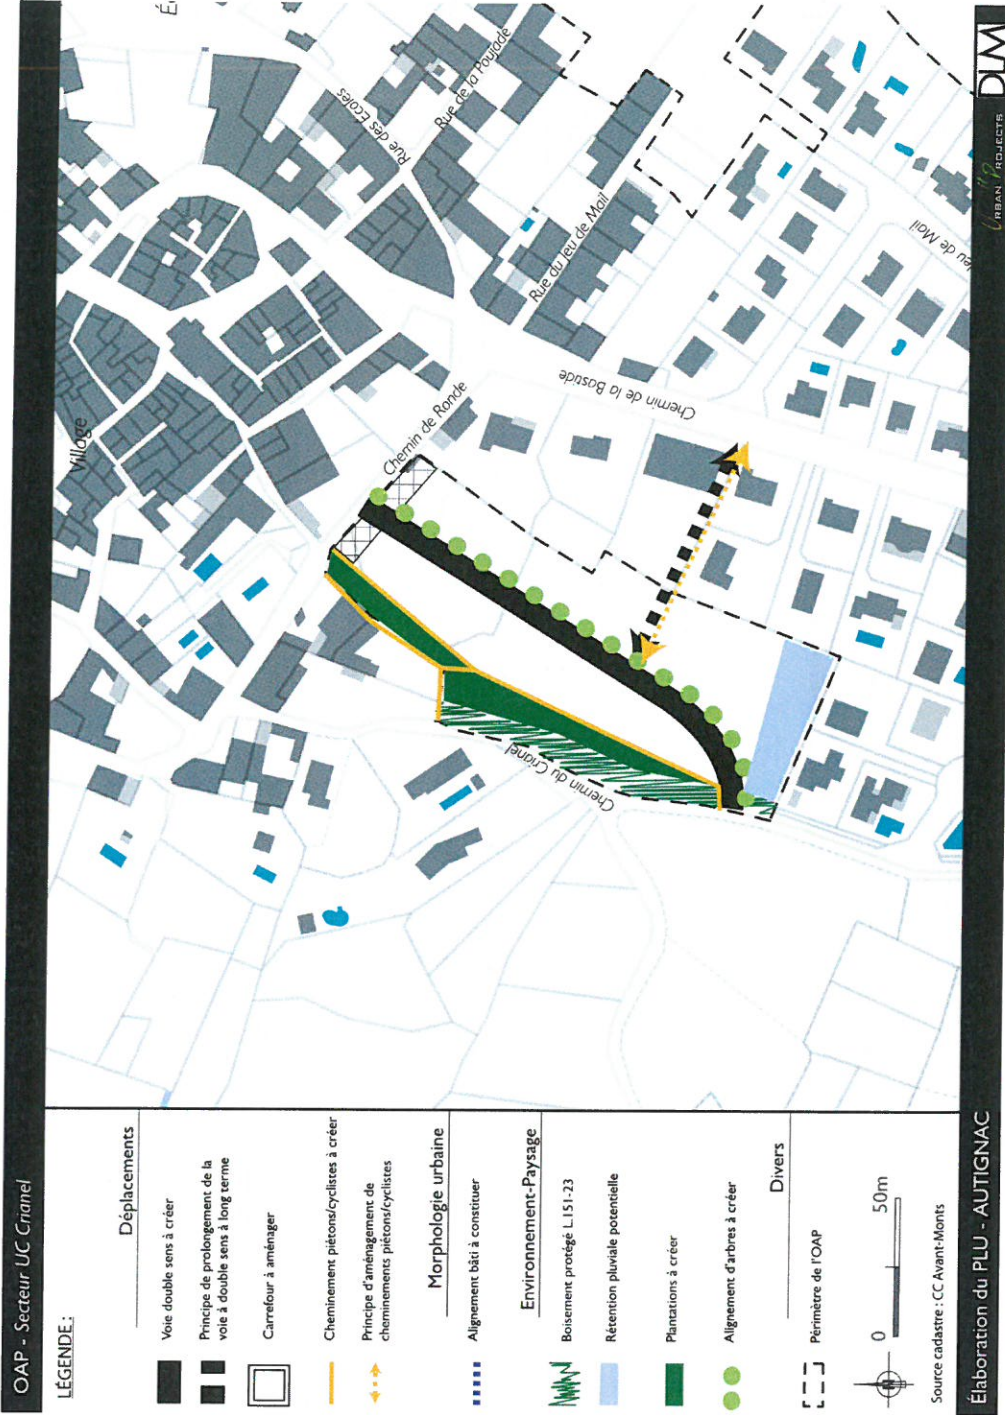 OAP - Secteur UC Crianel
LÉGENDE :
Déplacements
Voie double sens à créer
Principe de prolongement de la
voie à double sens à long terme
Carrefour à aménager
Cheminement piétons/cyclistes à créer
Principe d'aménagement de
cheminements piétons/cyclistes
Morphologie urbaine
Alignement bâti à constituer
Environnement-Paysage
Boisement protégé L.151-23
Rétention pluviale potentielle
Plantations à créer
Alignement d'arbres à créer
Divers
Périmètre de l'OAP
0
50m
N
Source cadastre : CC Avant-Monts
Village
Rue des Ecoles
Rue de la Poujade
Rue du Jeu de Mail
Chemin de Ronde
Chemin de la Bastide
Jeu de Mail
Chemin du Crianel
Élaboration du PLU - AUTIGNAC
URBAN PROJECTS
DLM